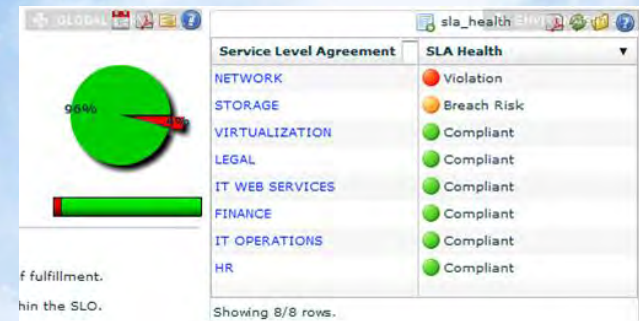 GLOBAL
96%
4%
f fulfillment.
hin the SLO.
sla_health
Service Level Agreement SLA Health
NETWORK Violation
STORAGE Breach Risk
VIRTUALIZATION Compliant
LEGAL Compliant
IT WEB SERVICES Compliant
FINANCE Compliant
IT OPERATIONS Compliant
HR Compliant
Showing 8/8 rows.